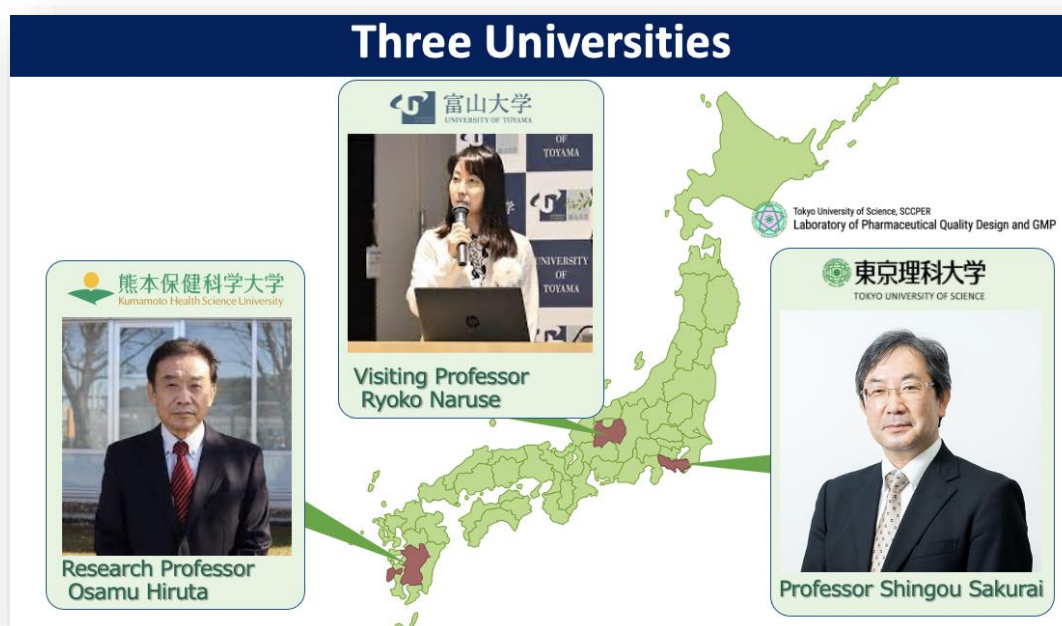 Three Universities
富山大学
UNIVERSITY OF TOYAMA
OF
TOYAMA
UNIVERSITY
OF
TOYAMA
Visiting Professor
Ryoko Naruse
熊本保健科学大学
Kumamoto Health Science University
Research Professor
Osamu Hiruta
Tokyo University of Science, SCCPER
Laboratory of Pharmaceutical Quality Design and GMP
東京理科大学
TOKYO UNIVERSITY OF SCIENCE
Professor Shingou Sakurai